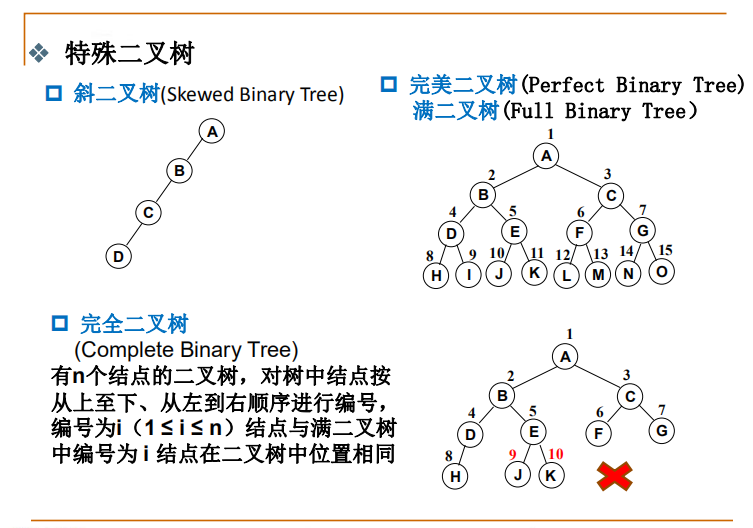 特殊二叉树
斜二叉树(Skewed Binary Tree)
A
B
C
D
完美二叉树(Perfect Binary Tree)
满二叉树(Full Binary Tree)
1
A
2 3
B C
4 5 6 7
D E F G
8 9 10 11 12 13 14 15
H I J K L M N O
完全二叉树
(Complete Binary Tree)
有n个结点的二叉树，对树中结点按
从上至下、从左到右顺序进行编号，
编号为i（1≤i≤n）结点与满二叉树
中编号为 i 结点在二叉树中位置相同
1
A
2 3
B C
4 5 6 7
D E F G
8 9 10
H J K